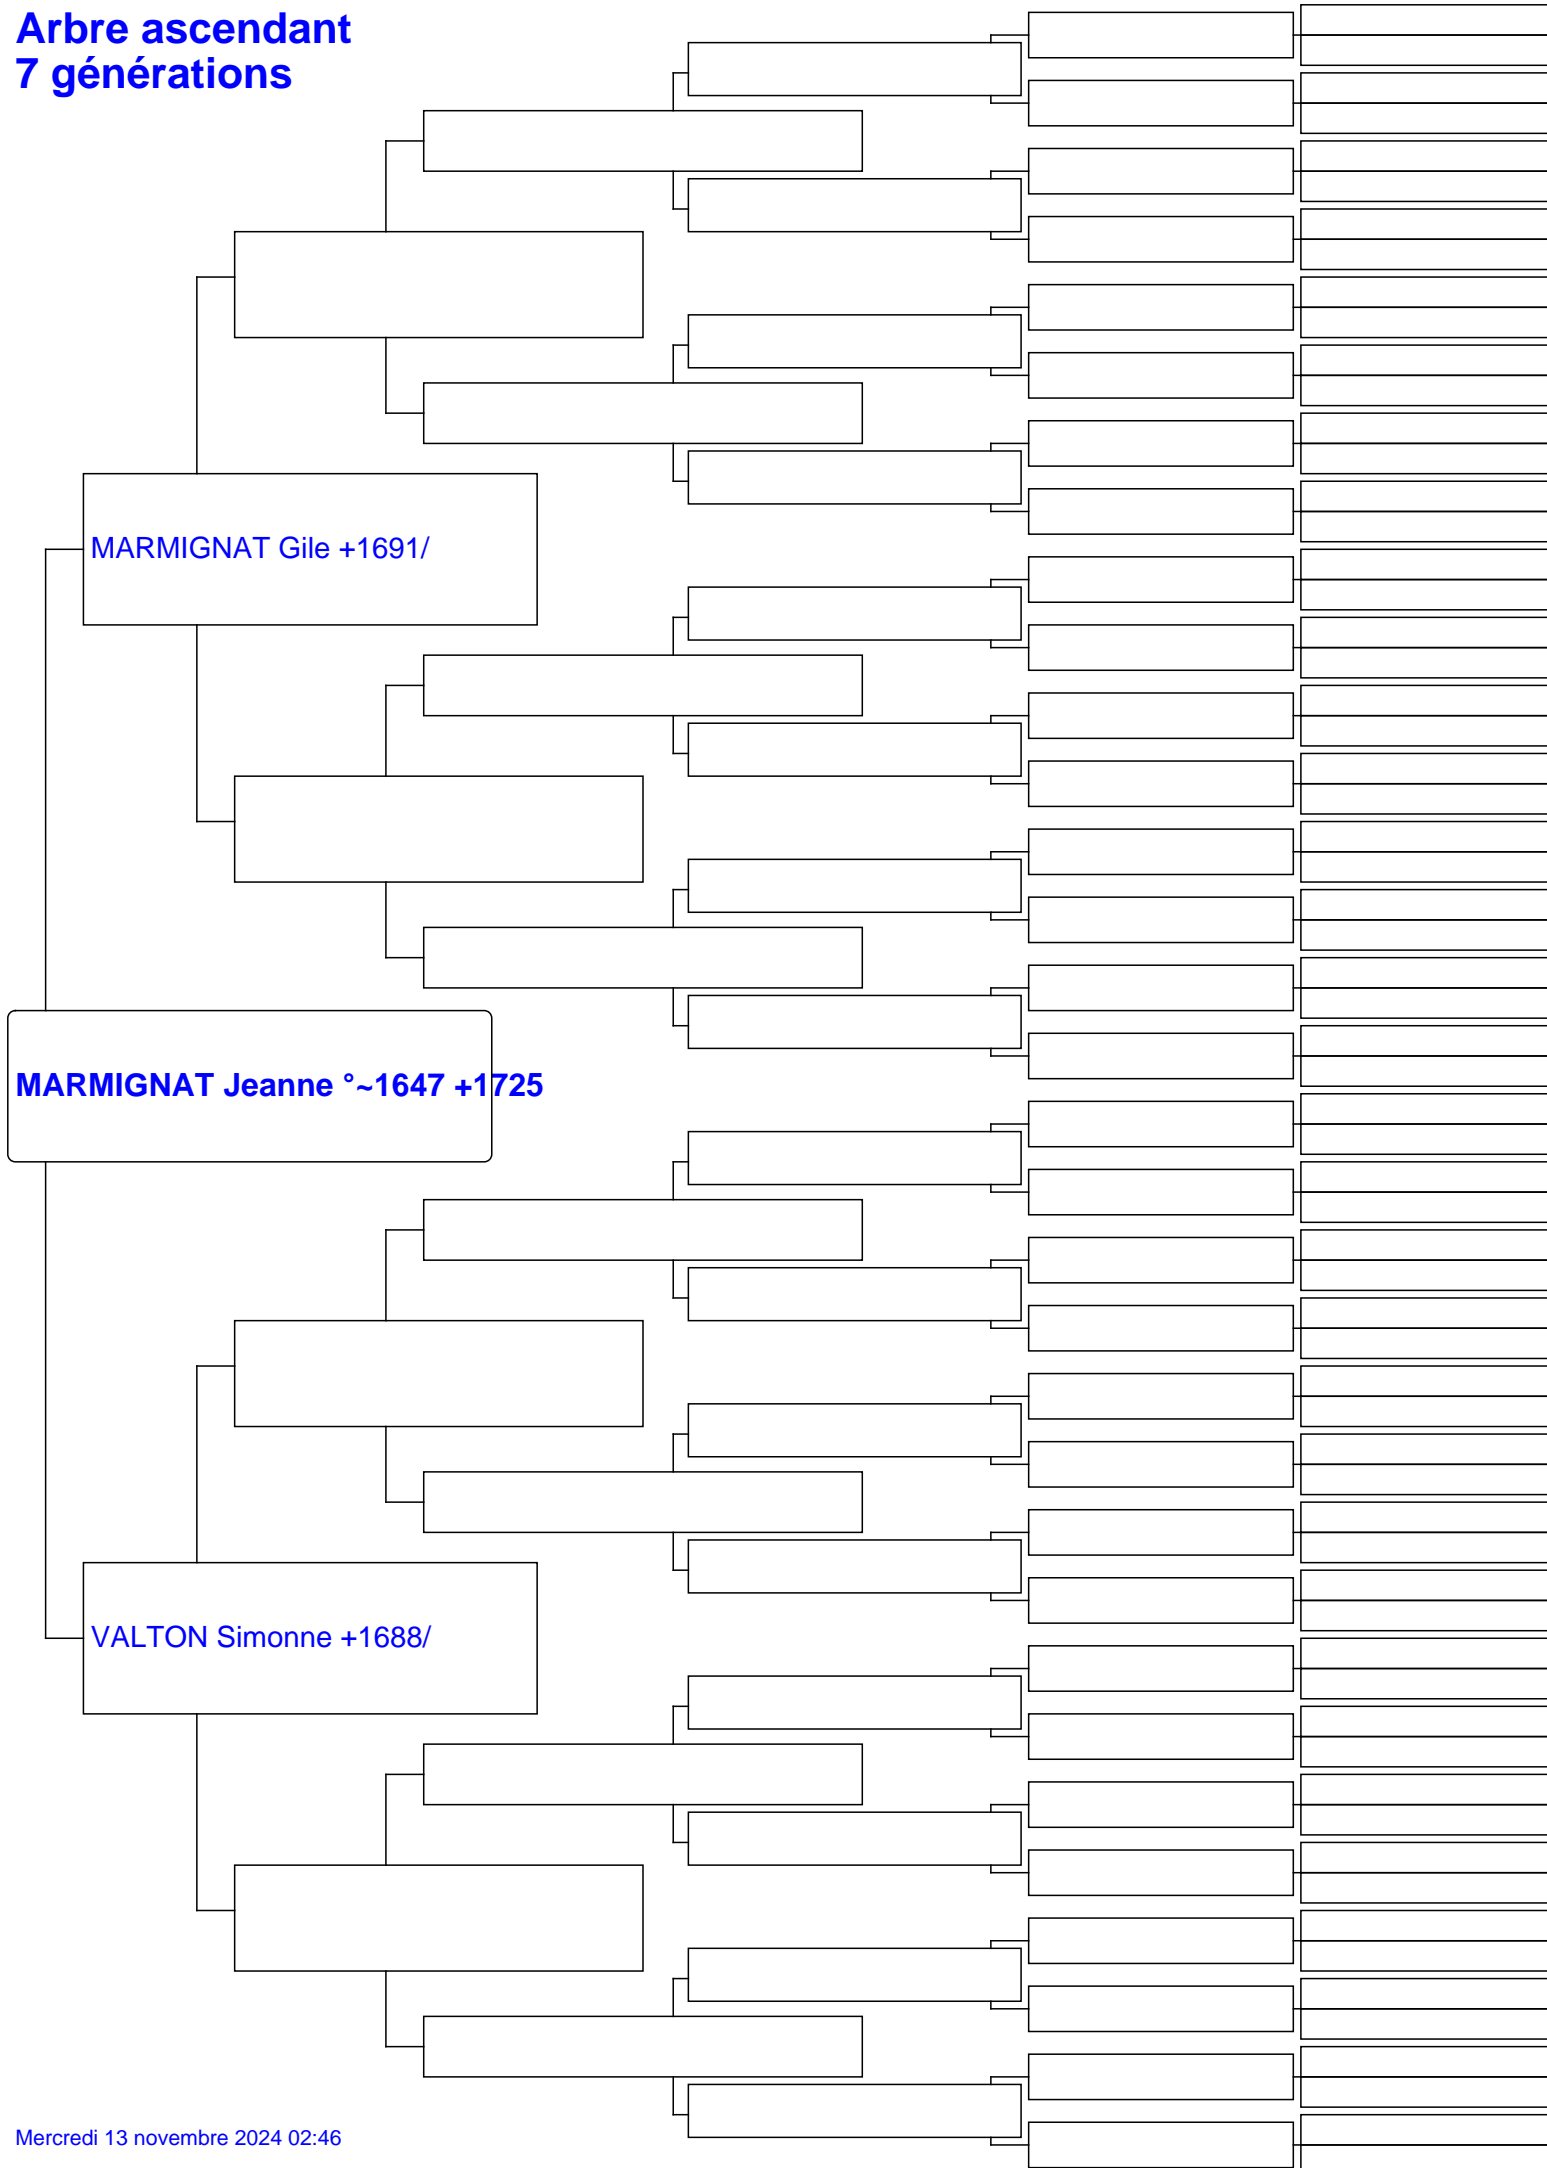 Arbre ascendant
7 générations
MARMIGNAT Gile +1691/
MARMIGNAT Jeanne °~1647 +1725
VALTON Simonne +1688/
Mercredi 13 novembre 2024 02:46